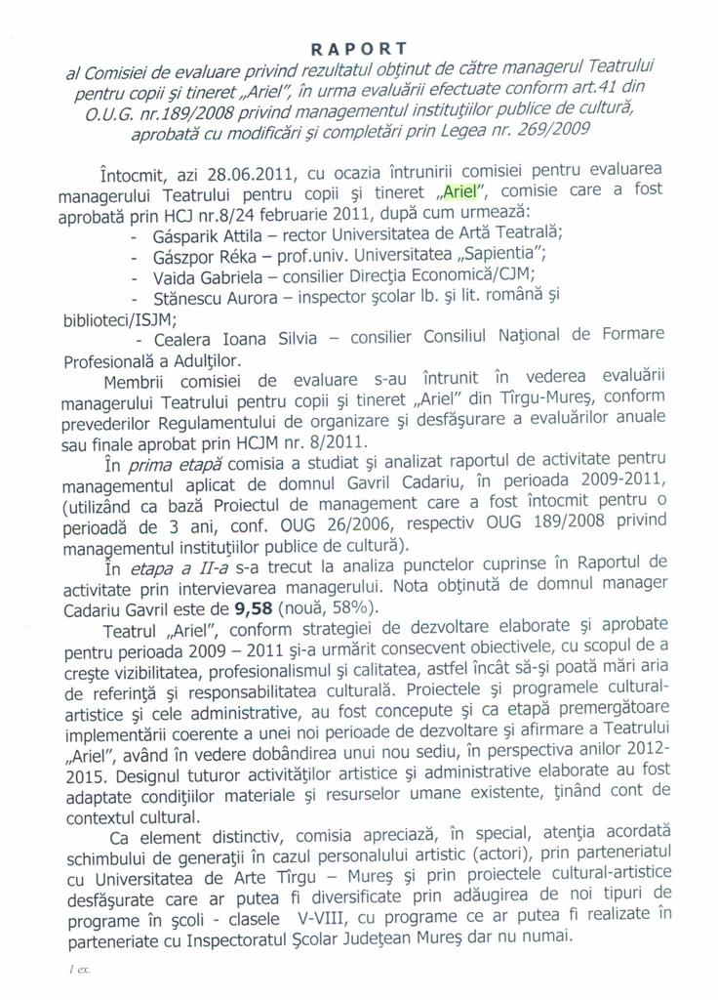 RAPORT
al Comisiei de evaluare privind rezultatul obţinut de către managerul Teatrului
pentru copii şi tineret „Ariel”, în urma evaluării efectuate conform art.41 din
O.U.G. nr.189/2008 privind managementul instituţiilor publice de cultură,
aprobată cu modificări şi completări prin Legea nr. 269/2009
Întocmit, azi 28.06.2011, cu ocazia întrunirii comisiei pentru evaluarea
managerului Teatrului pentru copii şi tineret „Ariel”, comisie care a fost
aprobată prin HCJ nr.8/24 februarie 2011, după cum urmează:
- Gásparik Attila – rector Universitatea de Artă Teatrală;
- Gászpor Réka – prof.univ. Universitatea „Sapientia”;
- Vaida Gabriela – consilier Direcţia Economică/CJM;
- Stănescu Aurora – inspector şcolar lb. şi lit. română şi
biblioteci/ISJM;
- Cealera Ioana Silvia – consilier Consiliul Naţional de Formare
Profesională a Adulţilor.
Membrii comisiei de evaluare s-au întrunit în vederea evaluării
managerului Teatrului pentru copii şi tineret „Ariel” din Tîrgu-Mureş, conform
prevederilor Regulamentului de organizare şi desfăşurare a evaluărilor anuale
sau finale aprobat prin HCJM nr. 8/2011.
În prima etapă comisia a studiat şi analizat raportul de activitate pentru
managementul aplicat de domnul Gavril Cadariu, în perioada 2009-2011,
(utilizând ca bază Proiectul de management care a fost întocmit pentru o
perioadă de 3 ani, conf. OUG 26/2006, respectiv OUG 189/2008 privind
managementul instituţiilor publice de cultură).
În etapa a II-a s-a trecut la analiza punctelor cuprinse în Raportul de
activitate prin intervievarea managerului. Nota obţinută de domnul manager
Cadariu Gavril este de 9,58 (nouă, 58%).
Teatrul „Ariel”, conform strategiei de dezvoltare elaborate şi aprobate
pentru perioada 2009 – 2011 şi-a urmărit consecvent obiectivele, cu scopul de a
creşte vizibilitatea, profesionalismul şi calitatea, astfel încât să-şi poată mări aria
de referinţă şi responsabilitatea culturală. Proiectele şi programele cultural-
artistice şi cele administrative, au fost concepute şi ca etapă premergătoare
implementării coerente a unei noi perioade de dezvoltare şi afirmare a Teatrului
„Ariel”, având în vedere dobândirea unui nou sediu, în perspectiva anilor 2012-
2015. Designul tuturor activităţilor artistice şi administrative elaborate au fost
adaptate condiţiilor materiale şi resurselor umane existente, ţinând cont de
contextul cultural.
Ca element distinctiv, comisia apreciază, în special, atenţia acordată
schimbului de generaţii în cazul personalului artistic (actori), prin parteneriatul
cu Universitatea de Arte Tîrgu – Mureş şi prin proiectele cultural-artistice
desfăşurate care ar putea fi diversificate prin adăugirea de noi tipuri de
programe în şcoli - clasele V-VIII, cu programe ce ar putea fi realizate în
parteneriate cu Inspectoratul Şcolar Judeţean Mureş dar nu numai.
1 ex.